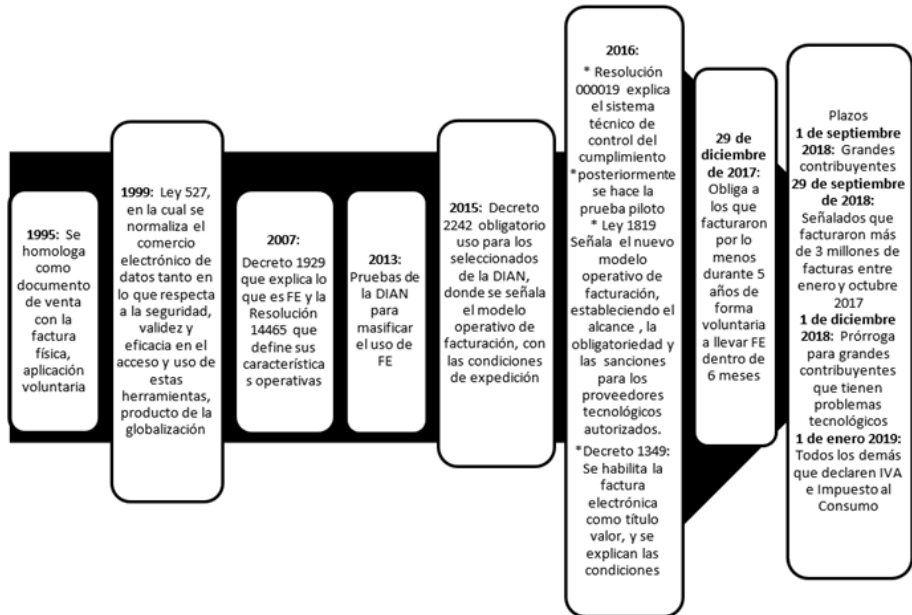 1995: Se
homologa
como
documento
de venta
con la
factura
física,
aplicación
voluntaria
1999: Ley 527,
en la cual se
normaliza el
comercio
electrónico de
datos tanto en
lo que respecta
a la seguridad,
validez y
eficacia en el
acceso y uso de
estas
herramientas,
producto de la
globalización
2007:
Decreto 1929
que explica lo
que es FE y la
Resolución
14465 que
define sus
característica
s operativas
2013:
Pruebas de
la DIAN
para
masificar
el uso de
FE
2015: Decreto
2242 obligatorio
uso para los
seleccionados
de la DIAN,
donde se señala
el modelo
operativo de
facturación, con
las condiciones
de expedición
2016:
* Resolución
000019 explica
el sistema
técnico de
control del
cumplimiento
*posteriormente
se hace la
prueba piloto
* Ley 1819
Señala el nuevo
modelo
operativo de
facturación,
estableciendo el
alcance , la
obligatoriedad y
las sanciones
para los
proveedores
tecnológicos
autorizados.
*Decreto 1349:
Se habilita la
factura
electrónica
como título
valor, y se
explican las
condiciones
29 de
diciembre
de 2017:
Obliga a
los que
facturaron
por lo
menos
durante 5
años de
forma
voluntaria
a llevar FE
dentro de
6 meses
Plazos
1 de septiembre
2018: Grandes
contribuyentes
29 de septiembre
de 2018:
Señalados que
facturaron más
de 3 millones de
facturas entre
enero y octubre
2017
1 de diciembre
2018: Prórroga
para grandes
contribuyentes
que tienen
problemas
tecnológicos
1 de enero 2019:
Todos los demás
que declaren IVA
e Impuesto al
Consumo